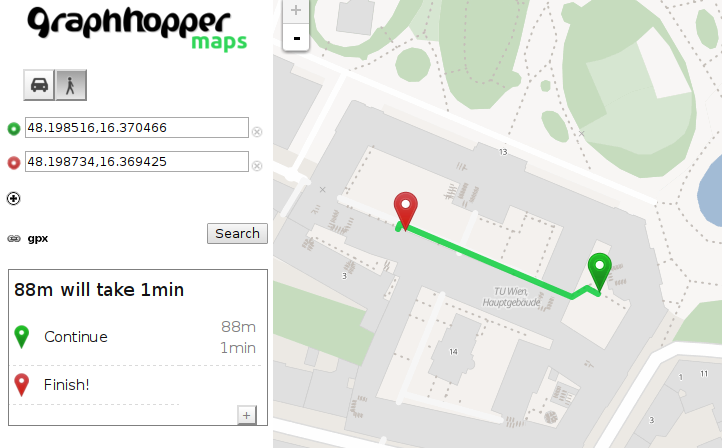 graphhopper
maps
48.198516,16.370466
48.198734,16.369425
gpx
Search
88m will take 1min
Continue
88m
1min
Finish!
+
+
-
13
3
TU Wien,
Hauptgebäude
14
3
1
11